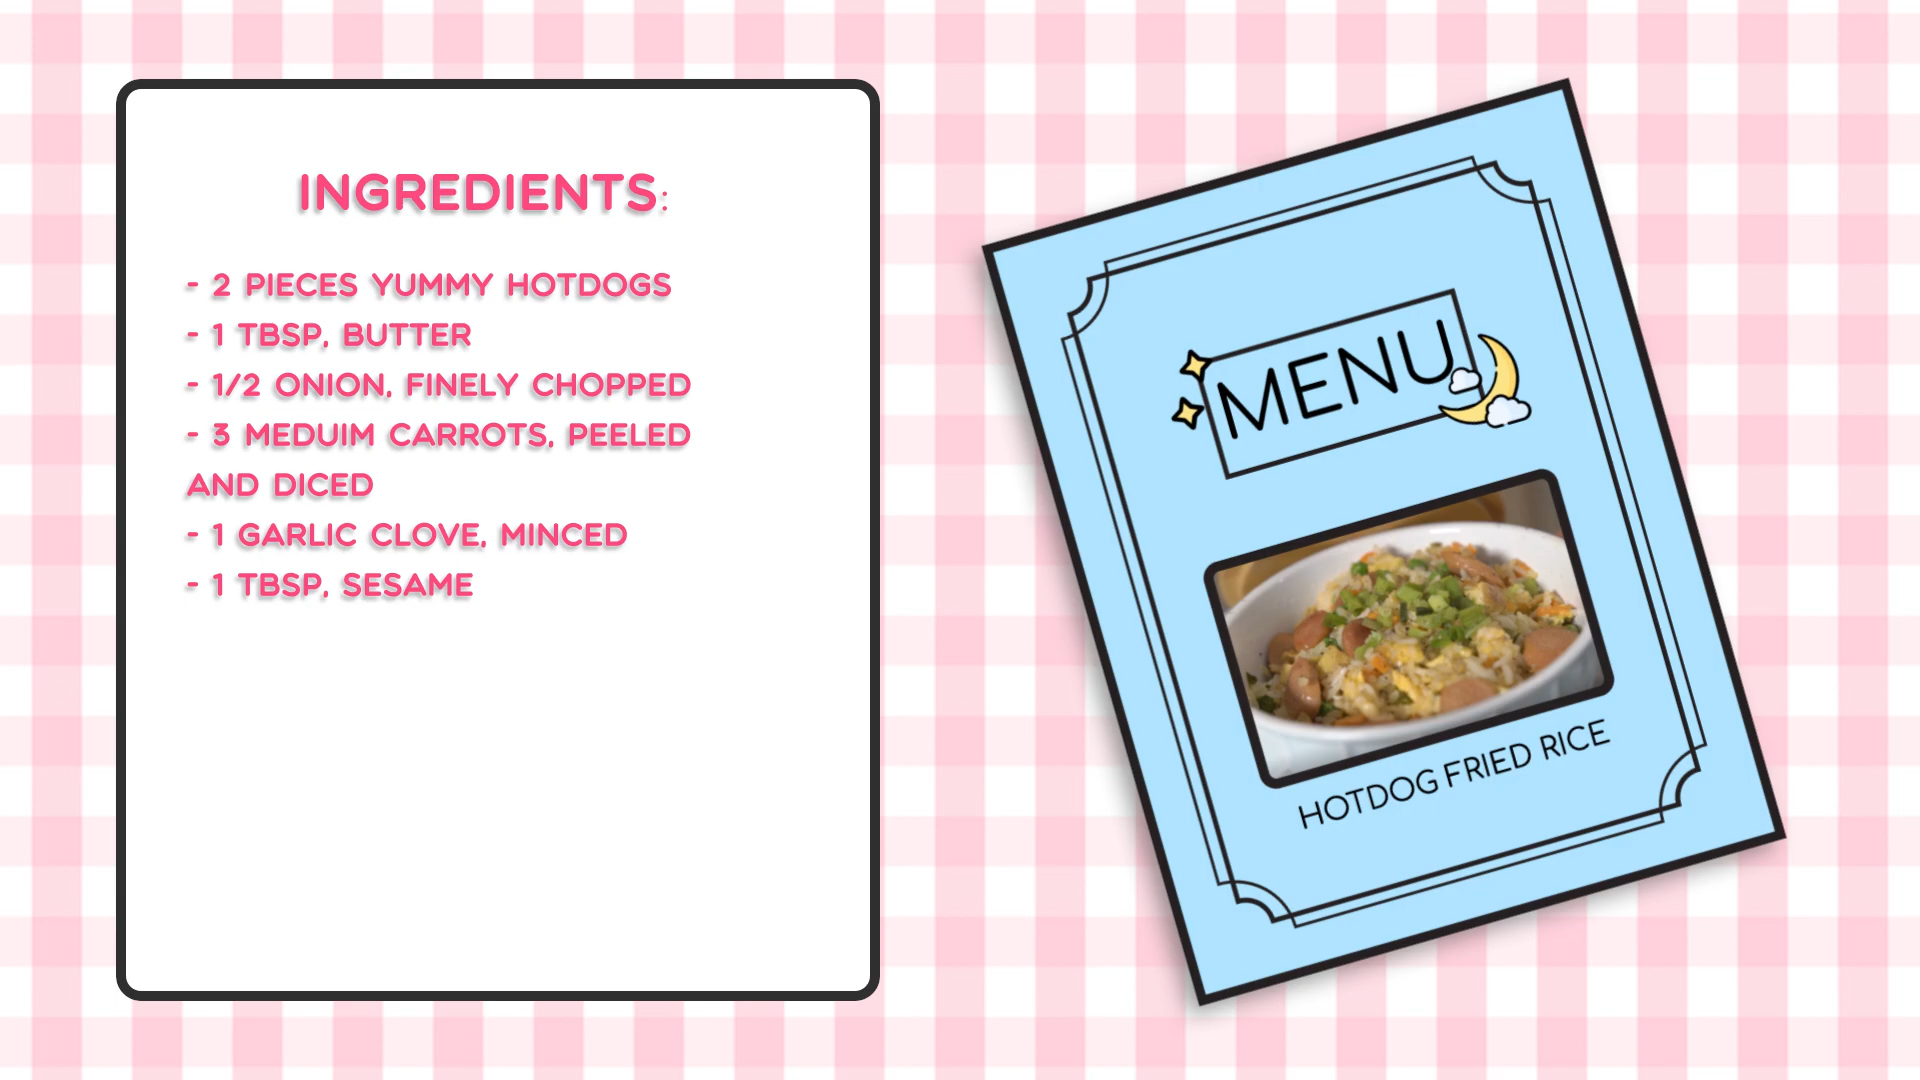 INGREDIENTS:
- 2 PIECES YUMMY HOTDOGS
- 1 TBSP, BUTTER
- 1/2 ONION, FINELY CHOPPED
- 3 MEDUIM CARROTS, PEELED
AND DICED
- 1 GARLIC CLOVE, MINCED
- 1 TBSP, SESAME
MENU
HOTDOG FRIED RICE